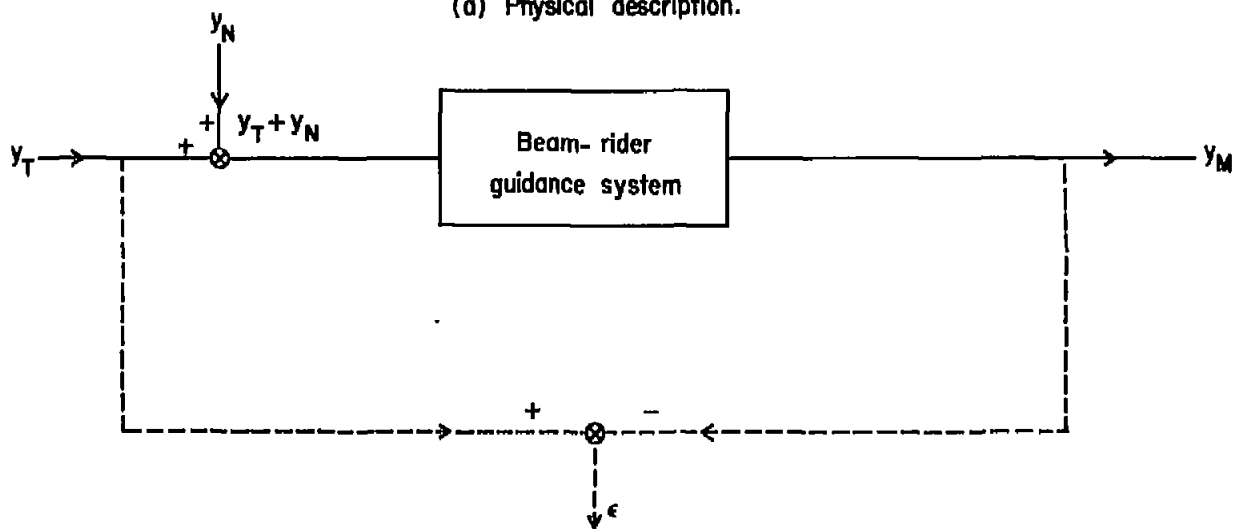 (a) Physical description.
y_N
+
y_T + y_N
+
y_T
Beam- rider
guidance system
y_M
+
−
ϵ